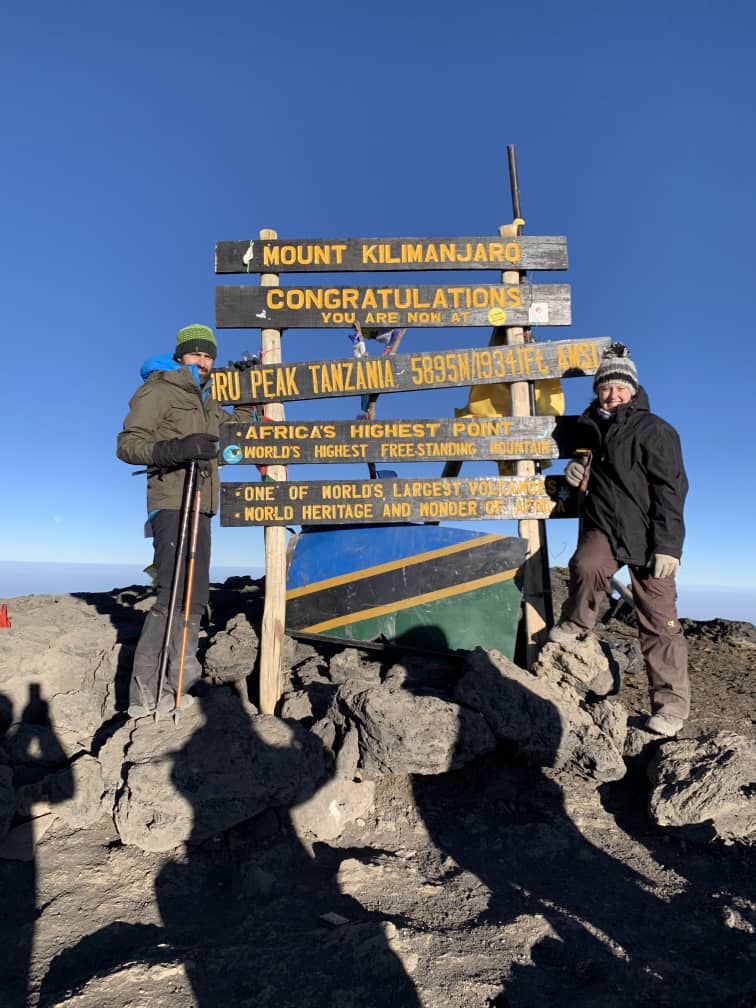 MOUNT KILIMANJARO
CONGRATULATIONS
YOU ARE NOW AT
RU PEAK TANZANIA 5895M/19341FT AMSL
• AFRICA'S HIGHEST POINT
• WORLD'S HIGHEST FREE-STANDING MOUNTAIN
• ONE OF WORLD'S LARGEST VOLCANOES
• WORLD HERITAGE AND WONDER OF AFRICA